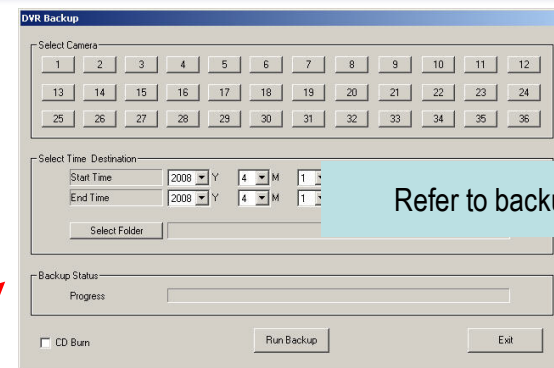 DVR Backup
Select Camera
1 2 3 4 5 6 7 8 9 10 11 12
13 14 15 16 17 18 19 20 21 22 23 24
25 26 27 28 29 30 31 32 33 34 35 36
Select Time Destination
Start Time 2008 Y 4 M 1
End Time 2008 Y 4 M 1
Refer to
Select Folder
Backup Status
Progress
CD Burn Run Backup Exit